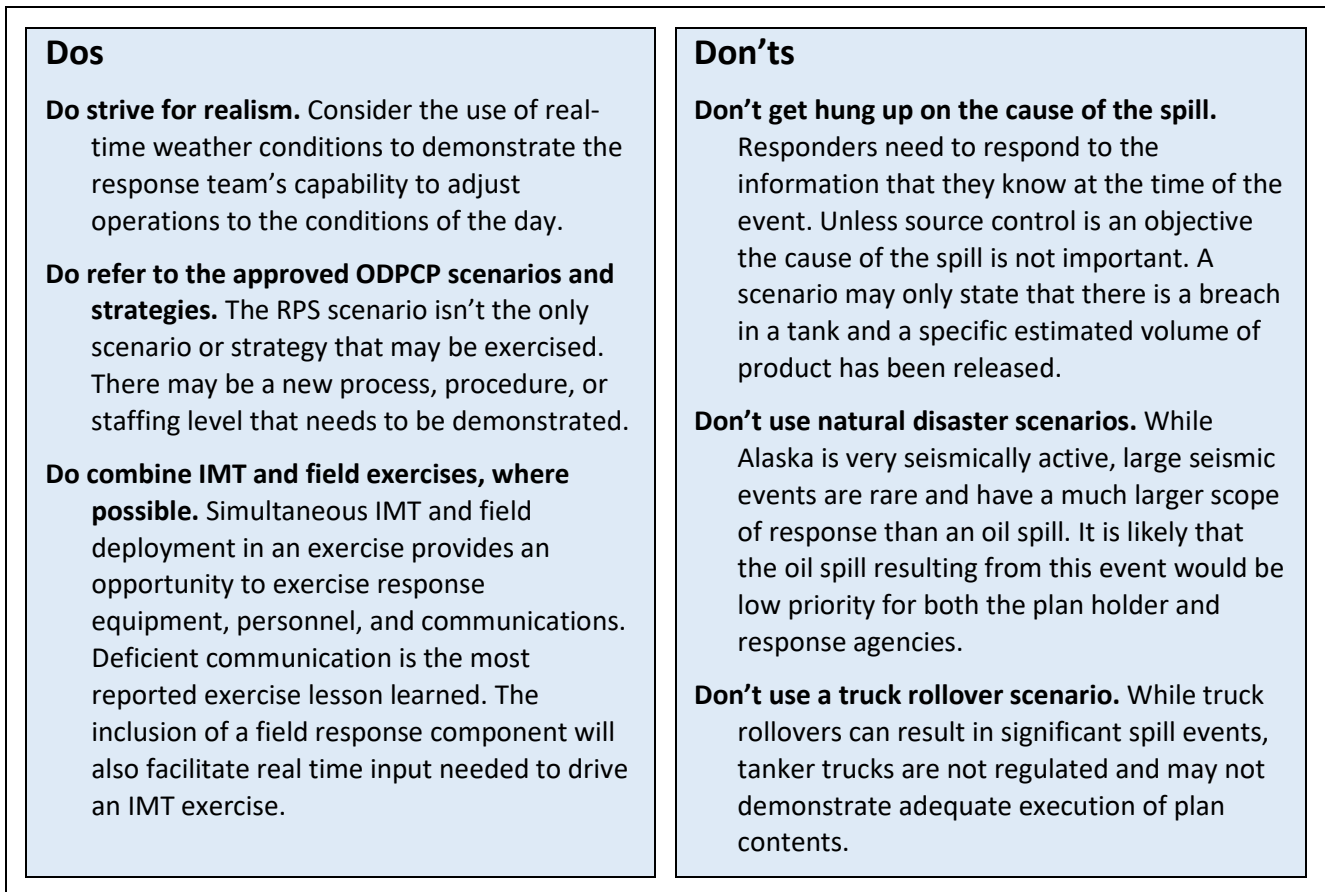 Dos
Do strive for realism. Consider the use of real-
time weather conditions to demonstrate the
response team’s capability to adjust
operations to the conditions of the day.
Do refer to the approved ODPCP scenarios and
strategies. The RPS scenario isn’t the only
scenario or strategy that may be exercised.
There may be a new process, procedure, or
staffing level that needs to be demonstrated.
Do combine IMT and field exercises, where
possible. Simultaneous IMT and field
deployment in an exercise provides an
opportunity to exercise response
equipment, personnel, and communications.
Deficient communication is the most
reported exercise lesson learned. The
inclusion of a field response component will
also facilitate real time input needed to drive
an IMT exercise.
Don’ts
Don’t get hung up on the cause of the spill.
Responders need to respond to the
information that they know at the time of the
event. Unless source control is an objective
the cause of the spill is not important. A
scenario may only state that there is a breach
in a tank and a specific estimated volume of
product has been released.
Don’t use natural disaster scenarios. While
Alaska is very seismically active, large seismic
events are rare and have a much larger scope
of response than an oil spill. It is likely that
the oil spill resulting from this event would be
low priority for both the plan holder and
response agencies.
Don’t use a truck rollover scenario. While truck
rollovers can result in significant spill events,
tanker trucks are not regulated and may not
demonstrate adequate execution of plan
contents.